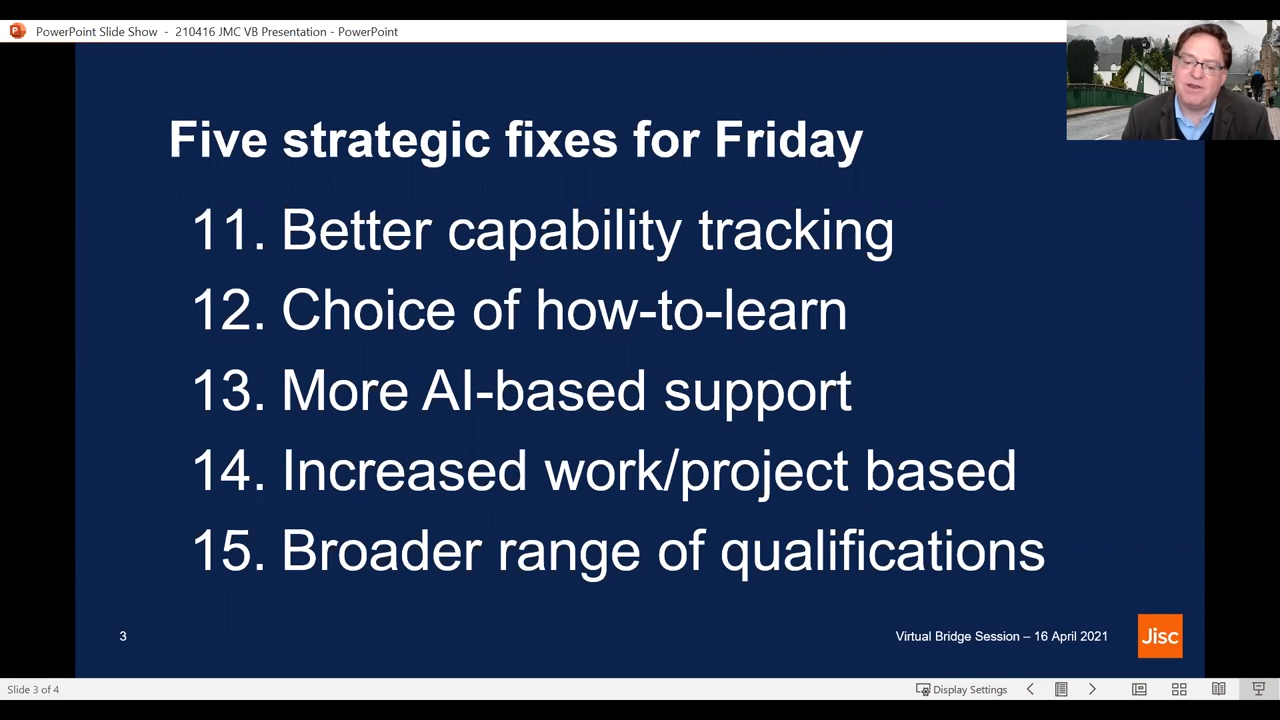 PowerPoint Slide Show - 210416 JMC VB Presentation - PowerPoint
Five strategic fixes for Friday
11. Better capability tracking
12. Choice of how-to-learn
13. More AI-based support
14. Increased work/project based
15. Broader range of qualifications
3
Virtual Bridge Session – 16 April 2021
Jisc
Slide 3 of 4
Display Settings